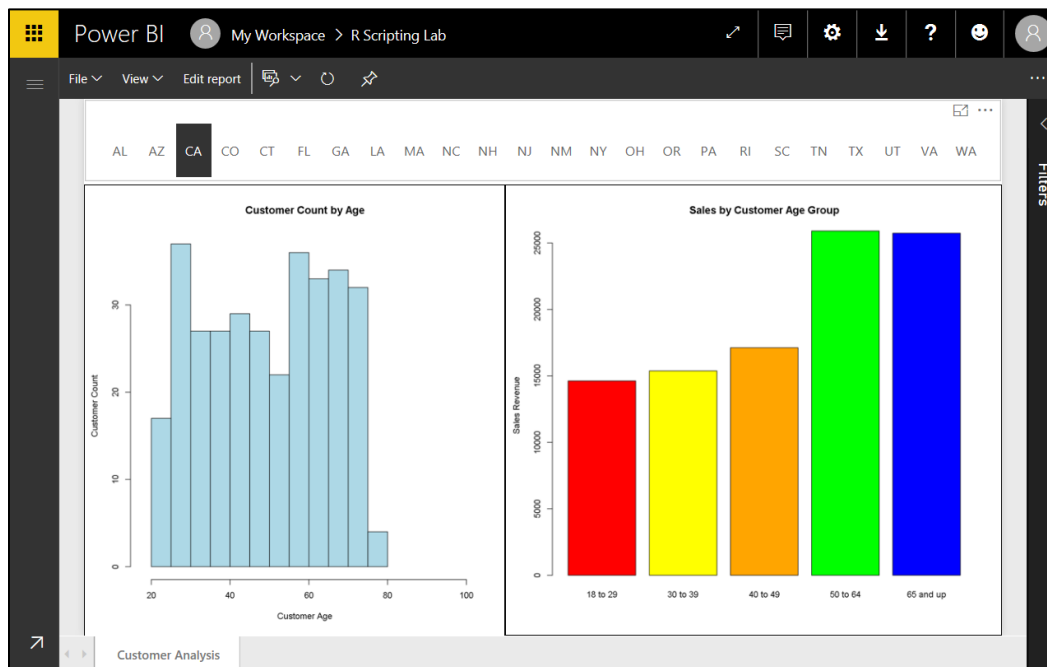 Power BI My Workspace > R Scripting Lab
File View Edit report
AL AZ CA CO CT FL GA LA MA NC NH NJ NM NY OH OR PA RI SC TN TX UT VA WA
Filters
Customer Count by Age
Customer Count
0 10 20 30
20 40 60 80 100
Customer Age
Sales by Customer Age Group
Sales Revenue
0 5000 10000 15000 20000 25000
18 to 29 30 to 39 40 to 49 50 to 64 65 and up
Customer Analysis